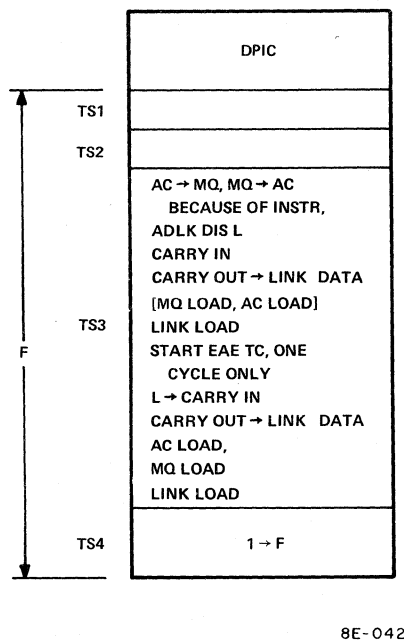 DPIC
TS1
TS2
AC → MQ, MQ → AC
BECAUSE OF INSTR,
ADLK DIS L
CARRY IN
CARRY OUT → LINK DATA
[MQ LOAD, AC LOAD]
TS3
LINK LOAD
F
START EAE TC, ONE
CYCLE ONLY
L → CARRY IN
CARRY OUT → LINK DATA
AC LOAD,
MQ LOAD
LINK LOAD
TS4
1 → F
8E-042